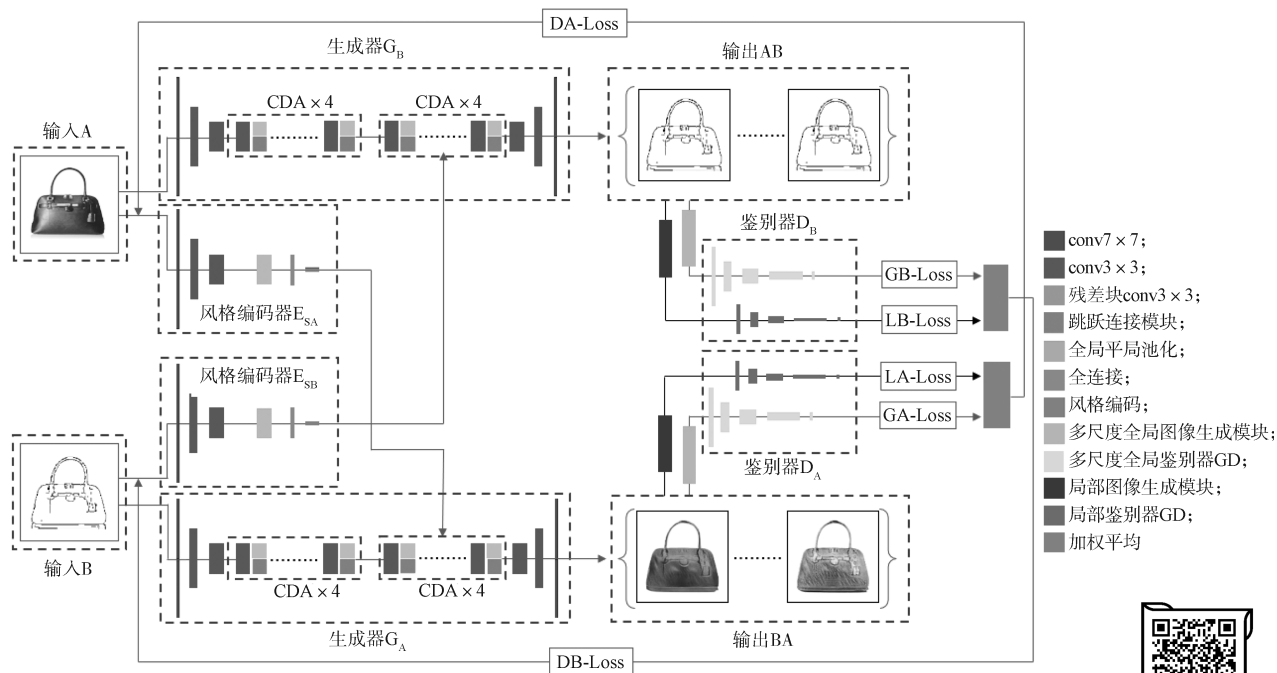 DA-Loss
生成器G_B
输出AB
CDA×4
CDA×4
输入A
鉴别器D_B
GB-Loss
风格编码器E_SA
LB-Loss
风格编码器E_SB
LA-Loss
GA-Loss
鉴别器D_A
输入B
CDA×4
CDA×4
生成器G_A
输出BA
DB-Loss
conv7×7；
conv3×3；
残差块conv3×3；
跳跃连接模块；
全局平局池化；
全连接；
风格编码；
多尺度全局图像生成模块；
多尺度全局鉴别器GD；
局部图像生成模块；
局部鉴别器GD；
加权平均